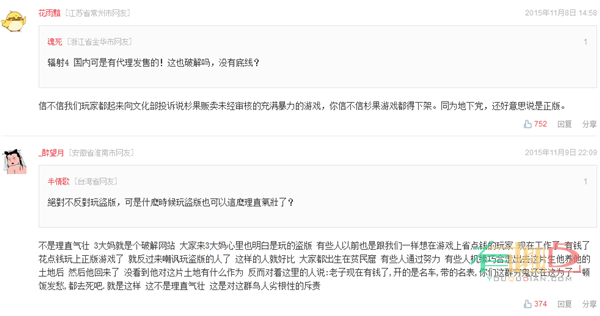 花雨黯 [江苏省常州市网友]
2015年11月8日 14:58
魂死 [浙江省金华市网友]
1
辐射4 国内可是有代理发售的！这也破解吗，没有底线？
信不信我们玩家都起来向文化部投诉说杉果贩卖未经审核的充满暴力的游戏，你信不信杉果游戏都得下架。同为地下党，还好意思说是正版。
752 回复 分享
_醉望月 [安徽省淮南市网友]
2015年11月9日 22:09
半情歌 [台湾省网友]
1
絕對不反對玩盜版，可是什麼時候玩盜版也可以這麼理直氣壯了？
不是理直气壮 3大妈就是个破解网站 大家来3大妈心里也明白是玩的盗版 有些人以前也是跟我们一样想在游戏上省点钱的玩家 现在工作了 有钱了
花点钱玩上正版游戏了 就反过来嘲讽玩盗版的人了 这样的人就好比 大家都出生在贫民窟 有些人通过努力 有些人
土地后 然后他回来了 没看到他对这片土地有什么作为 反而对着这里的人说:老子现在有钱了,开的是名车,带的名表,你们这群穷鬼还在这为了一顿
饭发愁,都去死吧.就是这样 这不是理直气壮 这是对这群鸟人劣根性的斥责
374 回复 分享